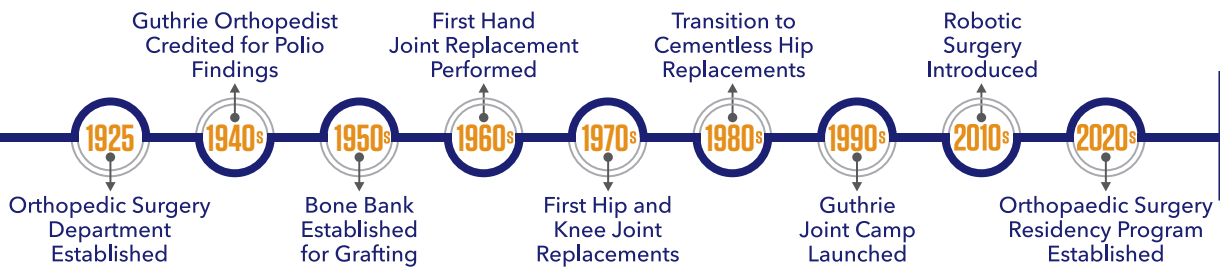 1925
Orthopedic Surgery
Department
Established
Guthrie Orthopedist
Credited for Polio
Findings
1940s
1950s
Bone Bank
Established
for Grafting
First Hand
Joint Replacement
Performed
1960s
1970s
First Hip and
Knee Joint
Replacements
Transition to
Cementless Hip
Replacements
1980s
1990s
Guthrie
Joint Camp
Launched
Robotic
Surgery
Introduced
2010s
2020s
Orthopaedic Surgery
Residency Program
Established